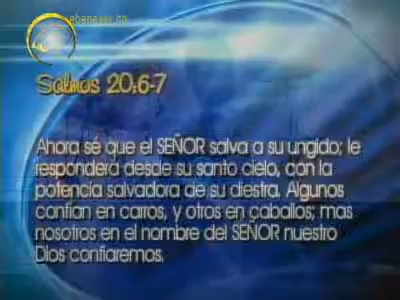 ebenezer.hn
Salmos 20:6-7
Ahora sé que el SEÑOR salva a su ungido; le
responderá desde su santo cielo, con la
potencia salvadora de su diestra. Algunos
confían en carros, y otros en caballos; mas
nosotros en el nombre del SEÑOR nuestro
Dios confiaremos.